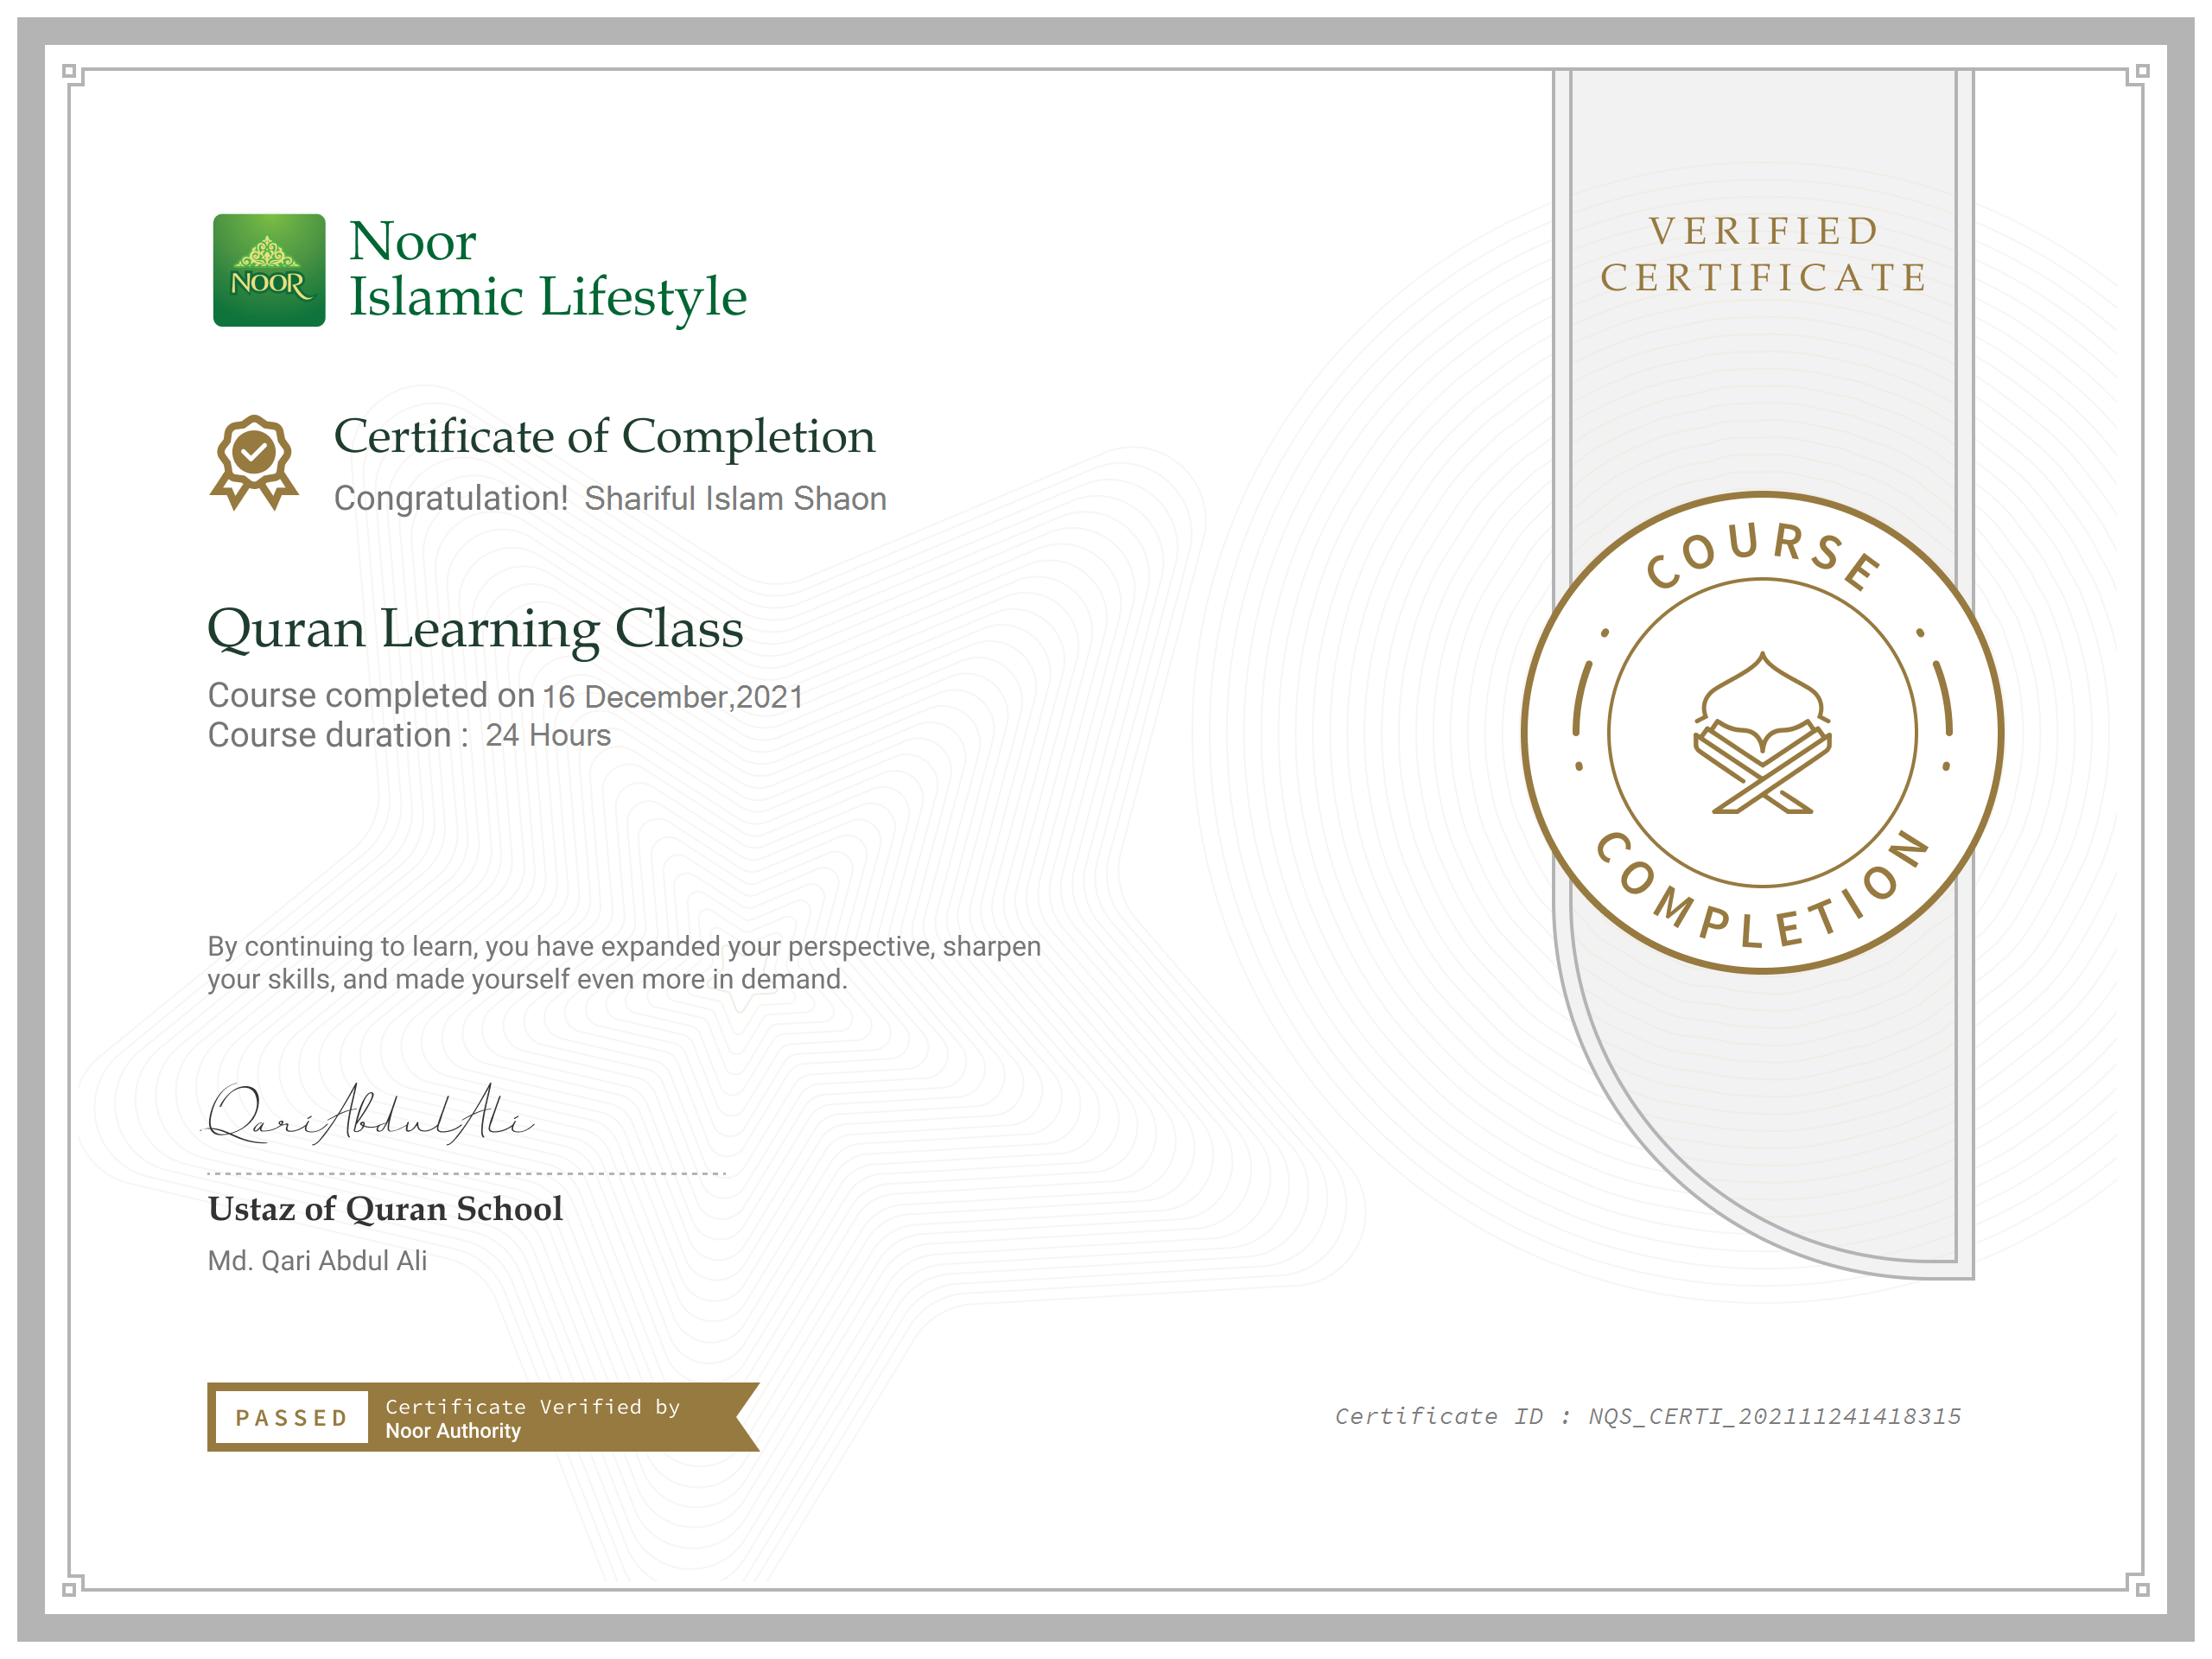 NOOR
Noor
Islamic Lifestyle
VERIFIED
CERTIFICATE
Certificate of Completion
Congratulation! Shariful Islam Shaon
Quran Learning Class
Course completed on 16 December,2021
Course duration : 24 Hours
COURSE
COMPLETION
By continuing to learn, you have expanded your perspective, sharpen
your skills, and made yourself even more in demand.
Qari Abdul Ali
Ustaz of Quran School
Md. Qari Abdul Ali
PASSED
Certificate Verified by
Noor Authority
Certificate ID : NQS_CERTI_202111241418315